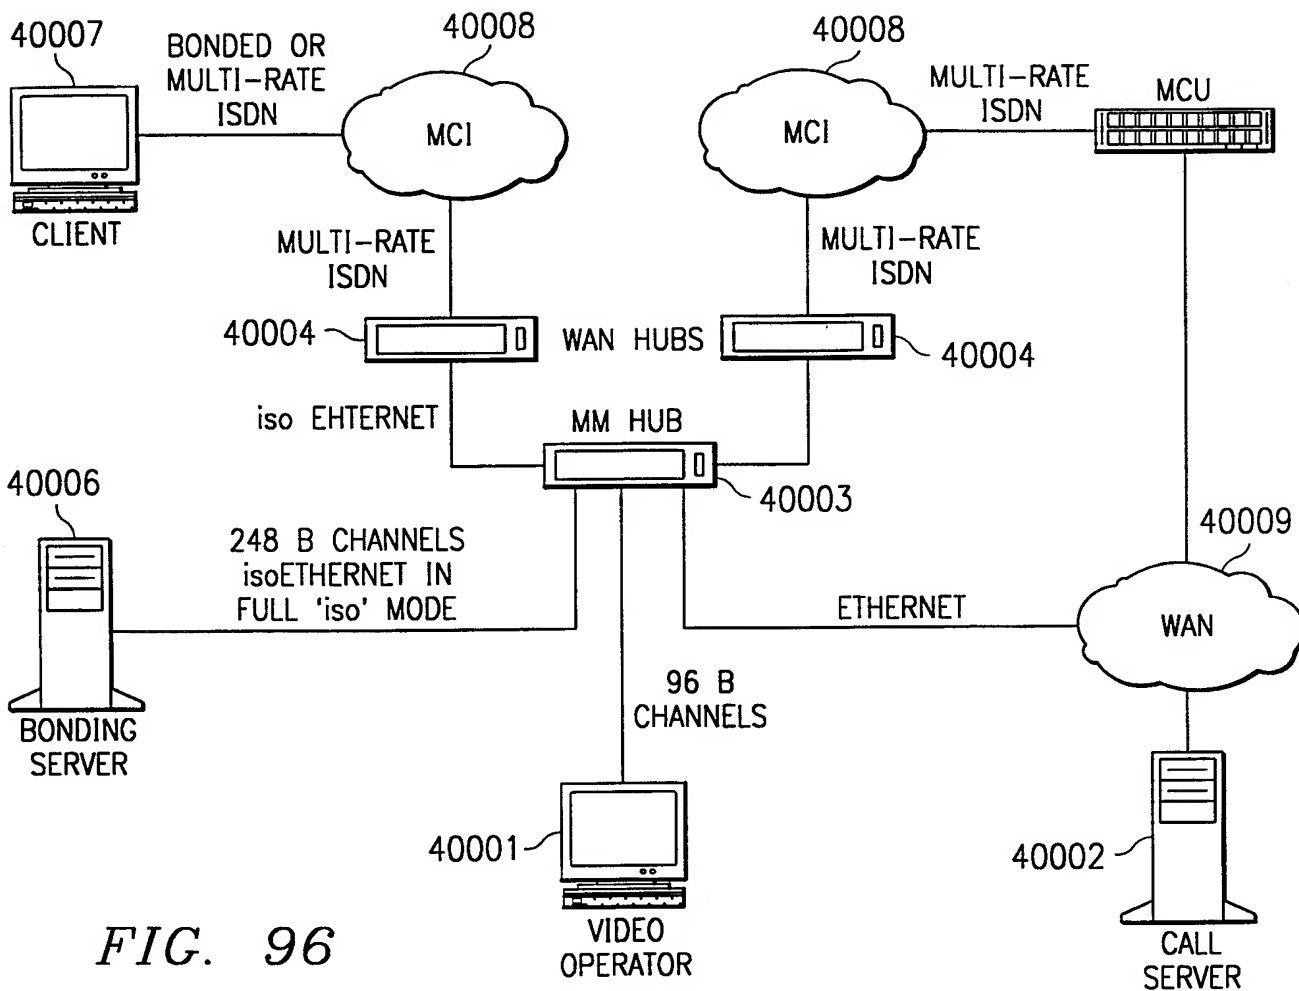 40007
BONDED OR
MULTI-RATE
ISDN
40008
40008
MULTI-RATE
ISDN
MCU
MCI
MCI
CLIENT
MULTI-RATE
ISDN
MULTI-RATE
ISDN
40004
WAN HUBS
40004
iso EHTERNET
MM HUB
40003
40006
248 B CHANNELS
isoETHERNET IN
FULL 'iso' MODE
40009
ETHERNET
WAN
96 B
CHANNELS
BONDING
SERVER
40001
40002
VIDEO
OPERATOR
CALL
SERVER
FIG. 96